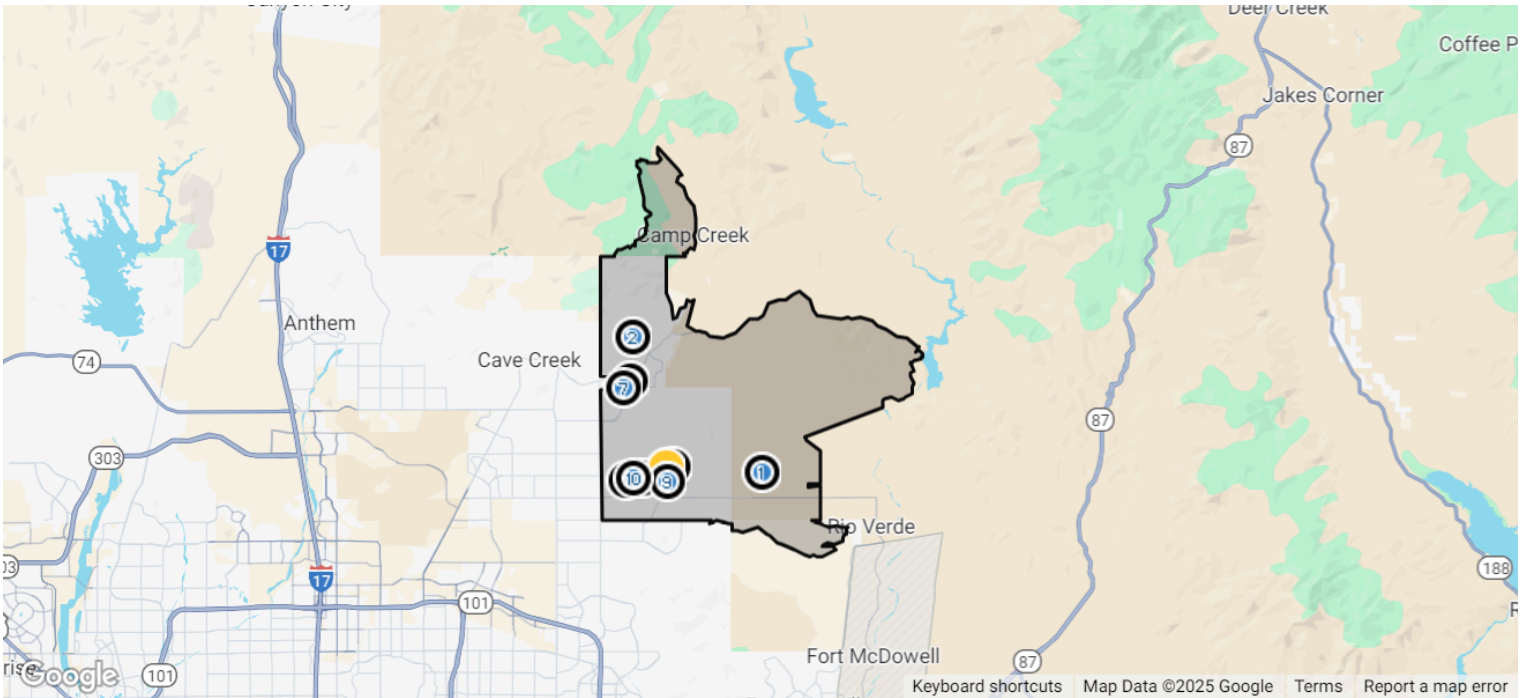 Deer Creek
Coffee P
Jakes Corner
87
17
Camp Creek
Anthem
2
Cave Creek
74
7
87
303
10
9
1
Rio Verde
03
17
188
101
R
Fort McDowell
87
rise
Google
101
Keyboard shortcuts
Map Data ©2025 Google
Terms
Report a map error